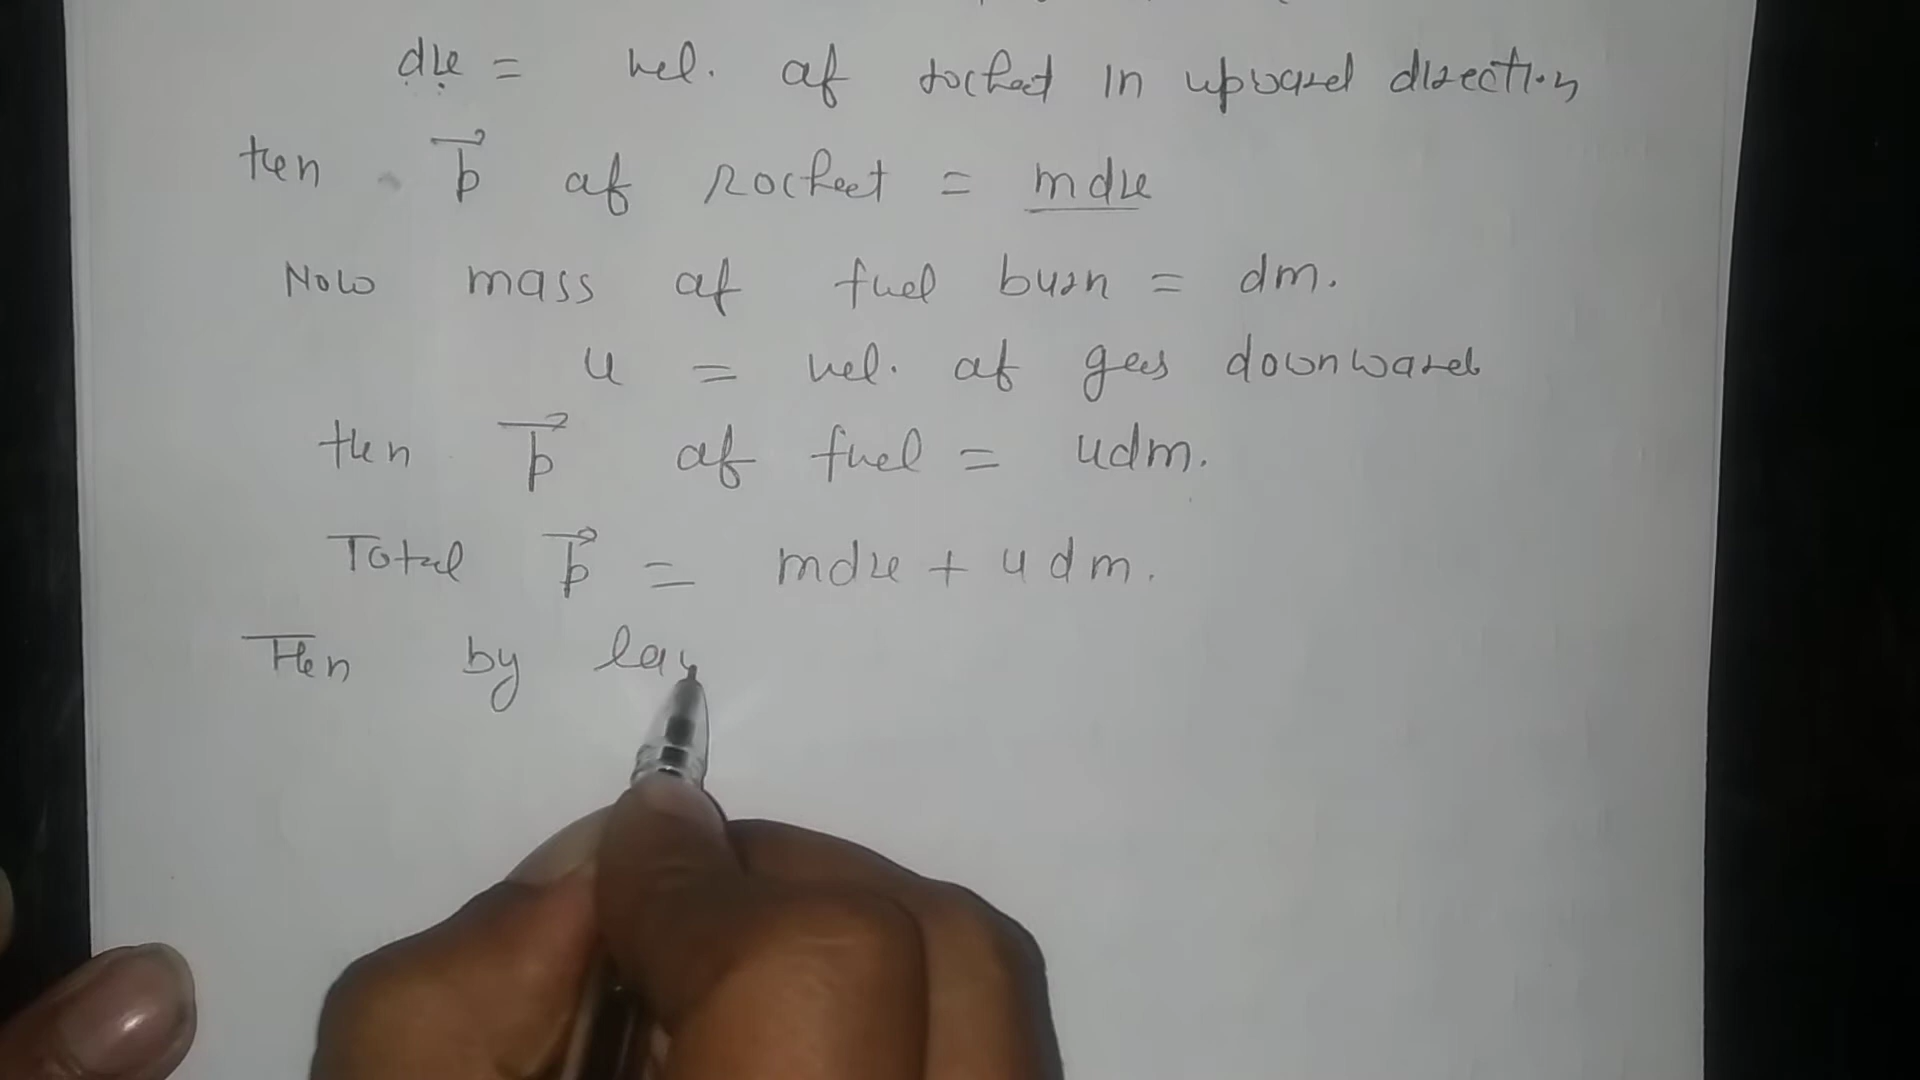 dv = vel. of rocket in upward direction
then p of rocket = mdv
Now mass of fuel burn = dm.
u = vel. of gas downward
then p of fuel = udm.
Total p = mdv + udm.
Then by law